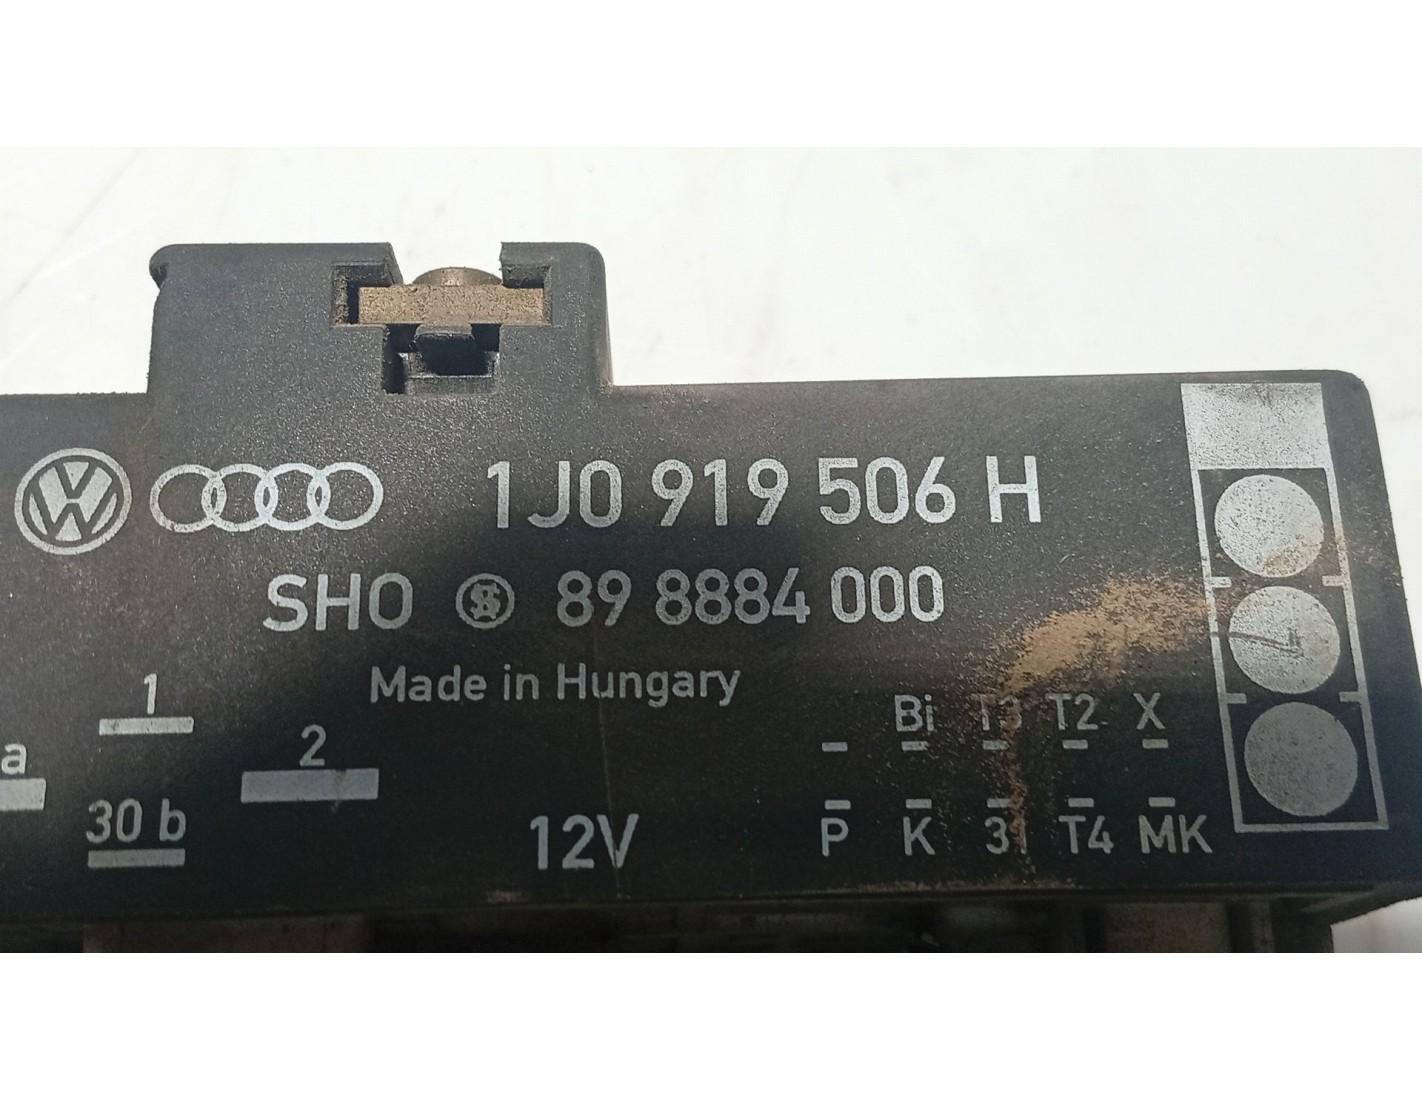 1J0 919 506 H
SHO 89 8884 000
Made in Hungary
1
2
a
30 b
12V
Bi T2 X
P K 31 T4 MK